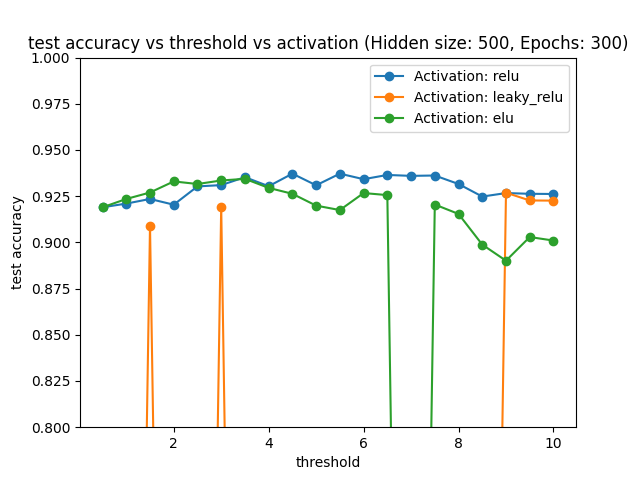 test accuracy vs threshold vs activation (Hidden size: 500, Epochs: 300)
Activation: relu
Activation: leaky_relu
Activation: elu
1.000
0.975
0.950
0.925
0.900
0.875
0.850
0.825
0.800
test accuracy
2
4
6
8
10
threshold